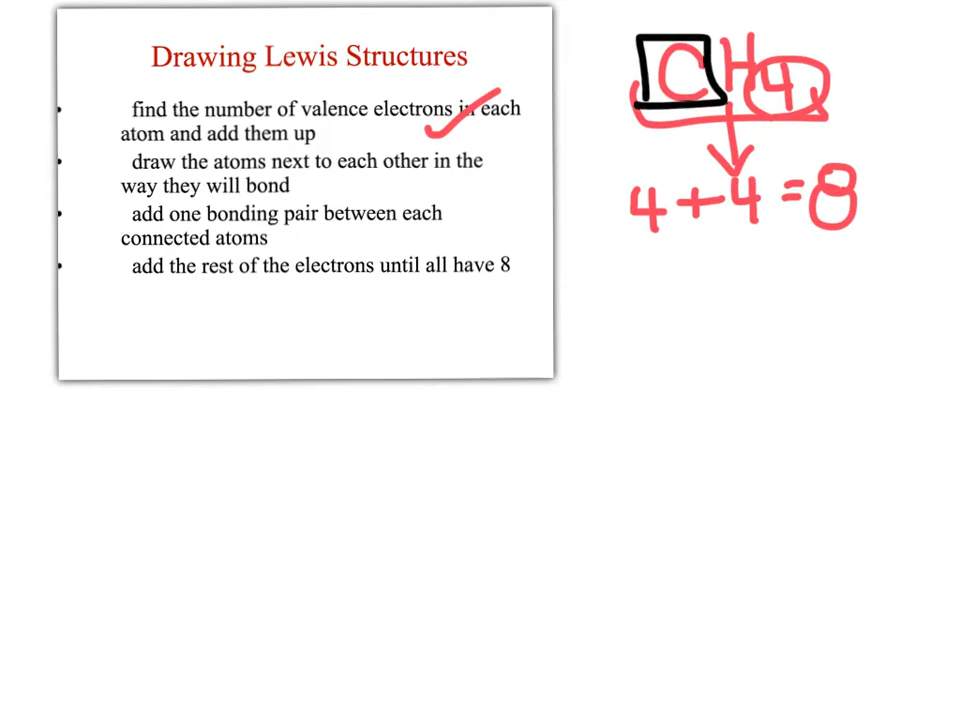 Drawing Lewis Structures
find the number of valence electrons in each
atom and add them up
draw the atoms next to each other in the
way they will bond
add one bonding pair between each
connected atoms
add the rest of the electrons until all have 8
CH4
4+4=8